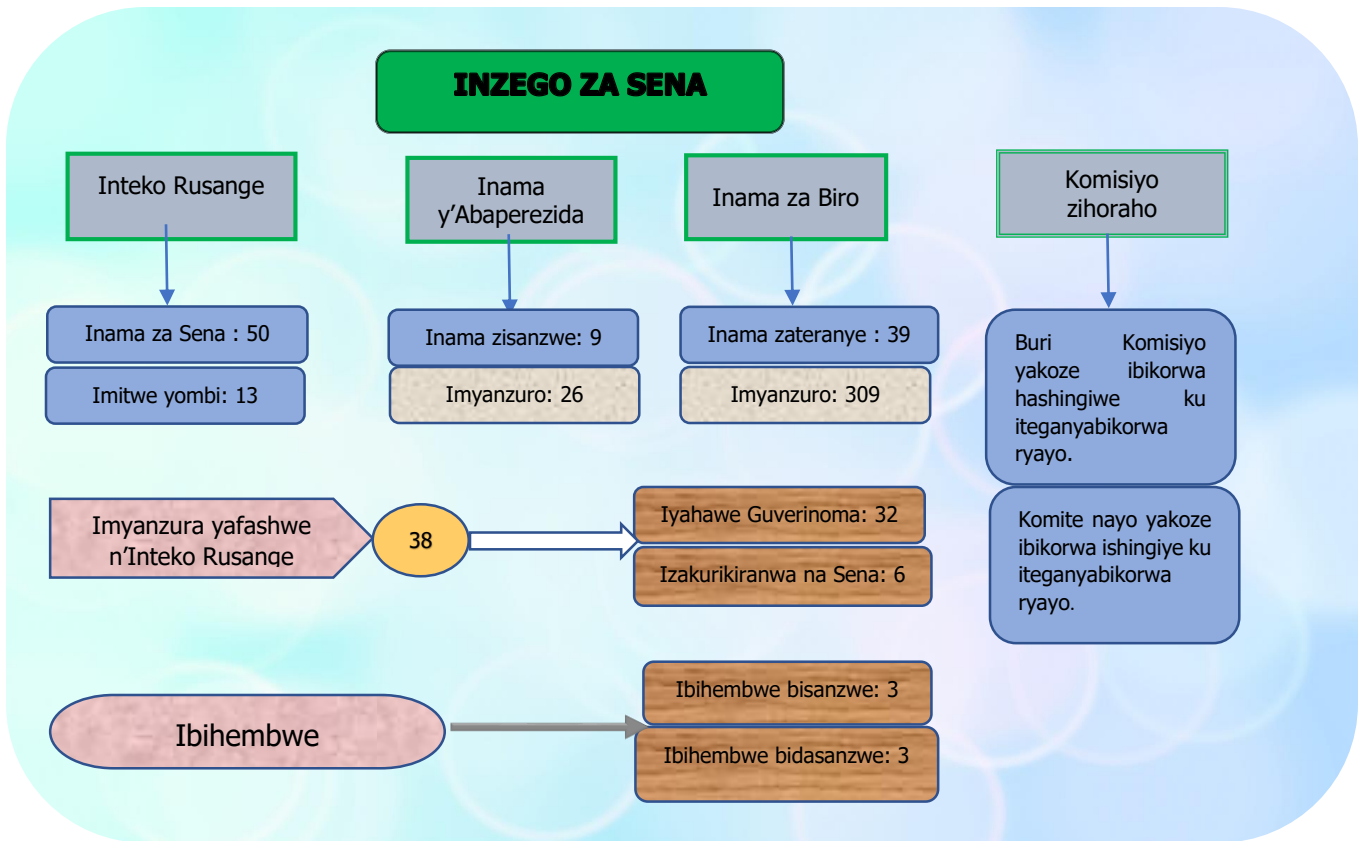 INZEGO ZA SENA
Inteko Rusange
Inama za Sena : 50
Imitwe yombi: 13
Inama
y’Abaperezida
Inama zisanzwe: 9
Imyanzuro: 26
Inama za Biro
Inama zateranye : 39
Imyanzuro: 309
Komisiyo
zihoraho
Buri Komisiyo
yakoze ibikorwa
hashingiwe ku
iteganyabikorwa
ryayo.
Komite nayo yakoze
ibikorwa ishingiye ku
iteganyabikorwa
ryayo.
Imyanzura yafashwe
n’Inteko Rusange
38
Iyahawe Guverinoma: 32
Izakurikiranwa na Sena: 6
Ibihembwe
Ibihembwe bisanzwe: 3
Ibihembwe bidasanzwe: 3